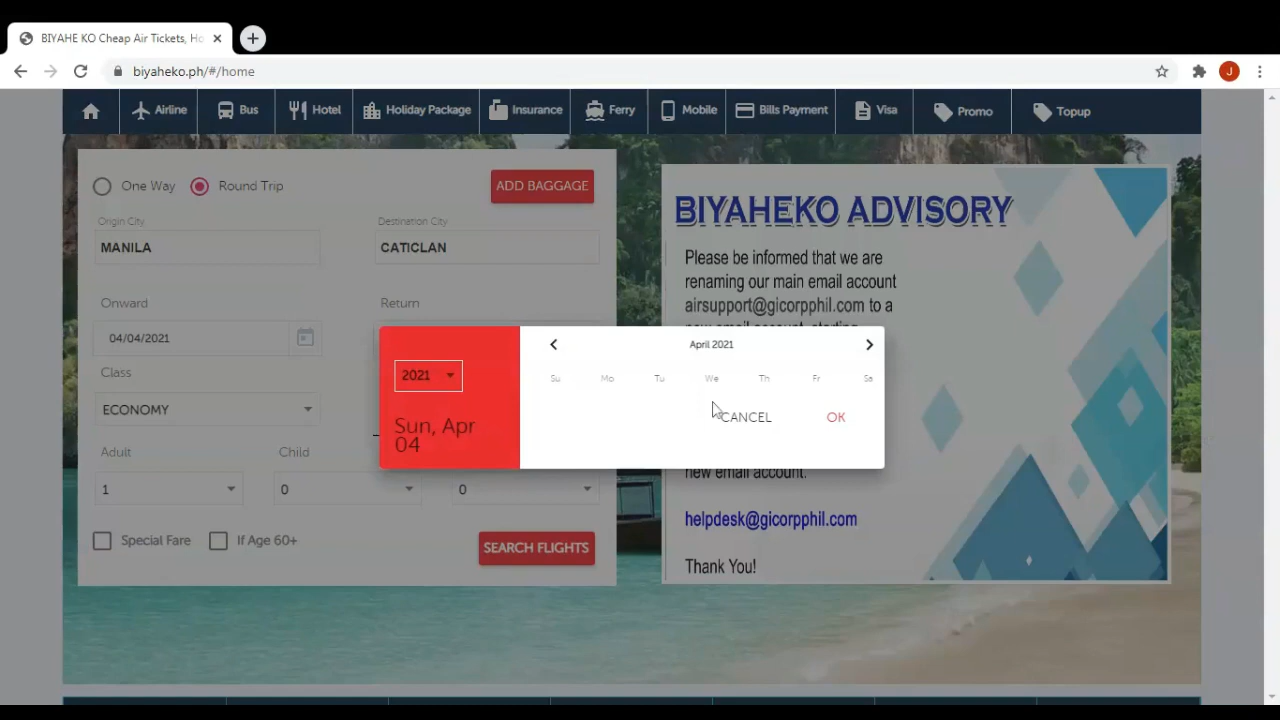 BIYAHE KO Cheap Air Tickets, Ho
biyaheko.ph/#/home
J
Airline
Bus
Hotel
Holiday Package
Insurance
Ferry
Mobile
Bills Payment
Visa
Promo
Topup
One Way
Round Trip
ADD BAGGAGE
Origin City
Destination City
MANILA
CATICLAN
Onward
Return
04/04/2021
Class
ECONOMY
Adult
Child
1
0
0
Special Fare
If Age 60+
SEARCH FLIGHTS
2021
Sun, Apr
04
April 2021
Su Mo Tu We Th Fr Sa
CANCEL
OK
BIYAHEKO ADVISORY
Please be informed that we are
renaming our main email account
airsupport@gicorpphil.com to a
new email account, starting
new email account.
helpdesk@gicorpphil.com
Thank You!